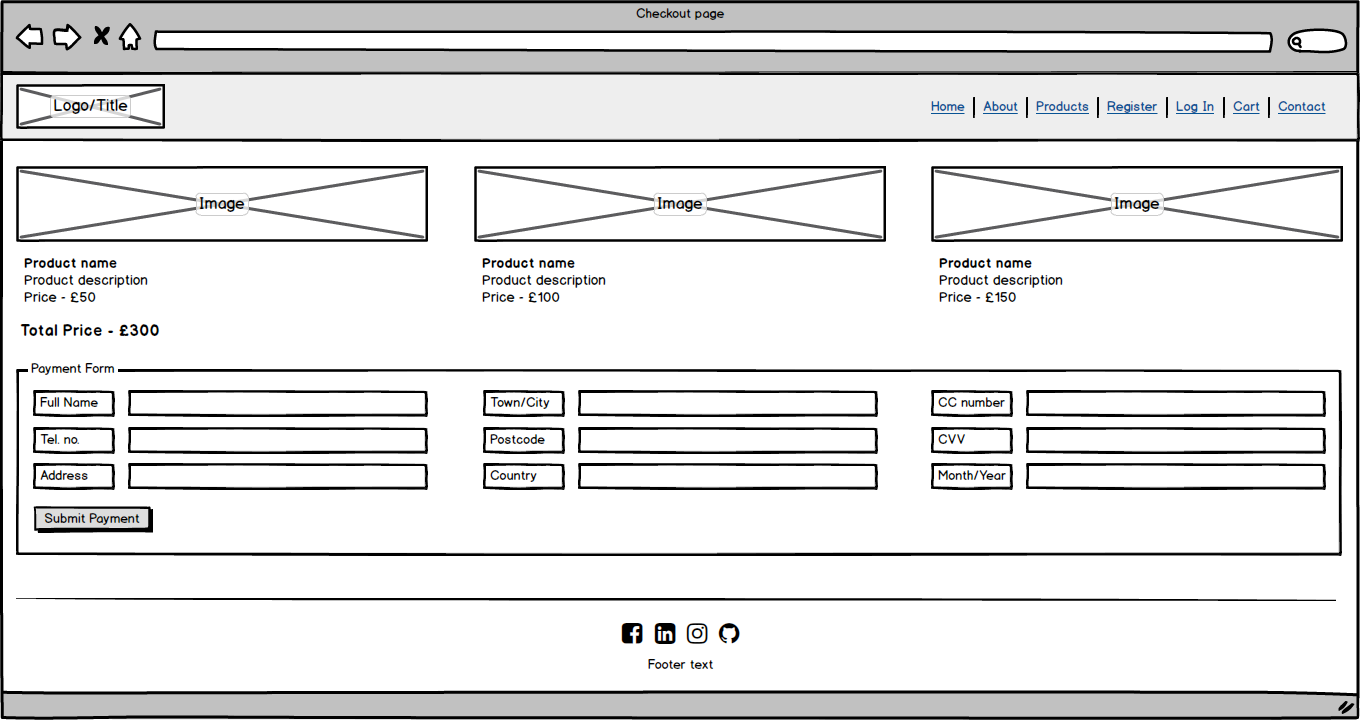 Checkout page
Logo/Title
Home About Products Register Log In Cart Contact
Image Image Image
Product name Product name Product name
Product description Product description Product description
Price - £50 Price - £100 Price - £150
Total Price - £300
Payment Form
Full Name Town/City CC number
Tel. no. Postcode CVV
Address Country Month/Year
Submit Payment
Footer text